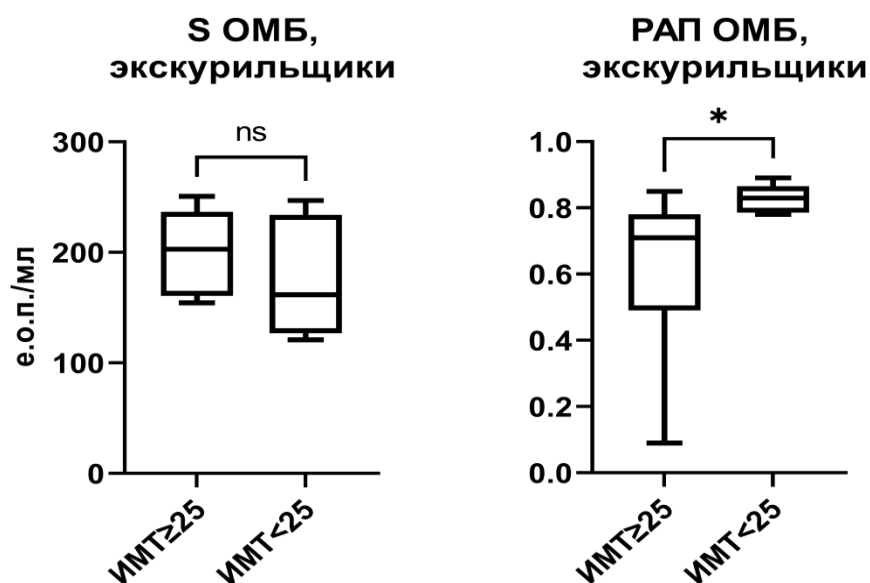 S ОМБ,
экскурильщики
ns
300
200
100
0
е.о.п./мл
ИМТ≥25
ИМТ<25
РАП ОМБ,
экскурильщики
*
1.0
0.8
0.6
0.4
0.2
0.0
ИМТ≥25
ИМТ<25